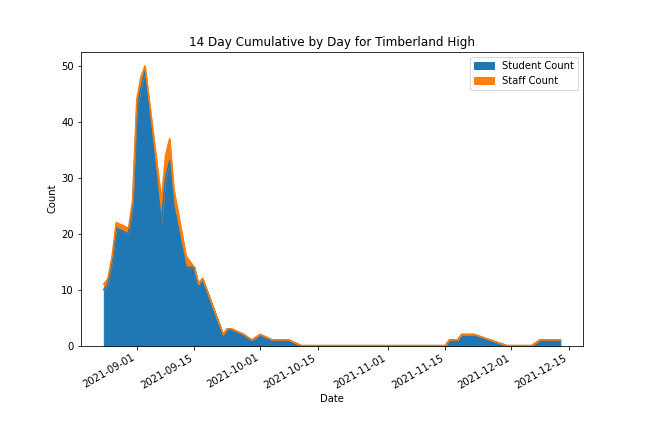 14 Day Cumulative by Day for Timberland High
Student Count
Staff Count
Count
50
40
30
20
10
0
2021-09-01
2021-09-15
2021-10-01
2021-10-15
2021-11-01
2021-11-15
2021-12-01
2021-12-15
Date